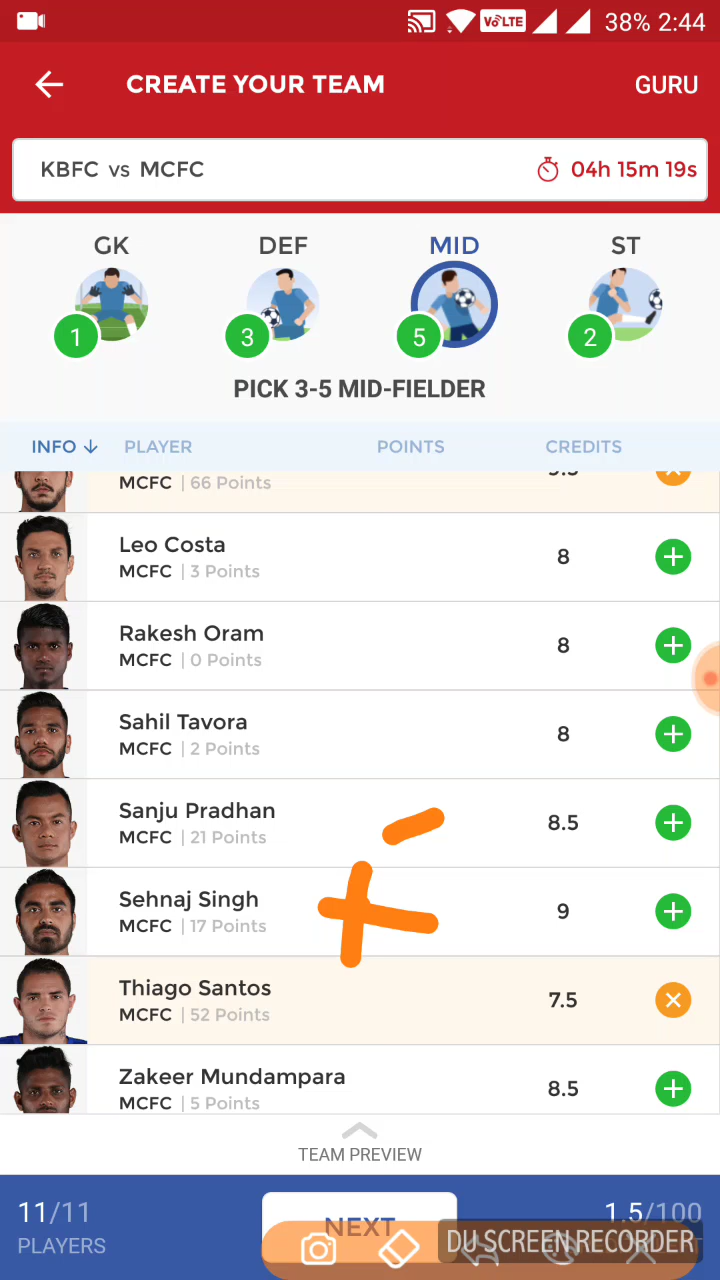 VoLTE 38% 2:44
CREATE YOUR TEAM GURU
KBFC vs MCFC 04h 15m 19s
GK DEF MID ST
1 3 5 2
PICK 3-5 MID-FIELDER
INFO PLAYER POINTS CREDITS
MCFC | 66 Points
Leo Costa
MCFC | 3 Points 8
Rakesh Oram
MCFC | 0 Points 8
Sahil Tavora
MCFC | 2 Points 8
Sanju Pradhan
MCFC | 21 Points 8.5
Sehnaj Singh
MCFC | 17 Points 9
Thiago Santos
MCFC | 52 Points 7.5
Zakeer Mundampara
MCFC | 5 Points 8.5
TEAM PREVIEW
11/11 NEXT 1.5/100
PLAYERS DU SCREEN RECORDER